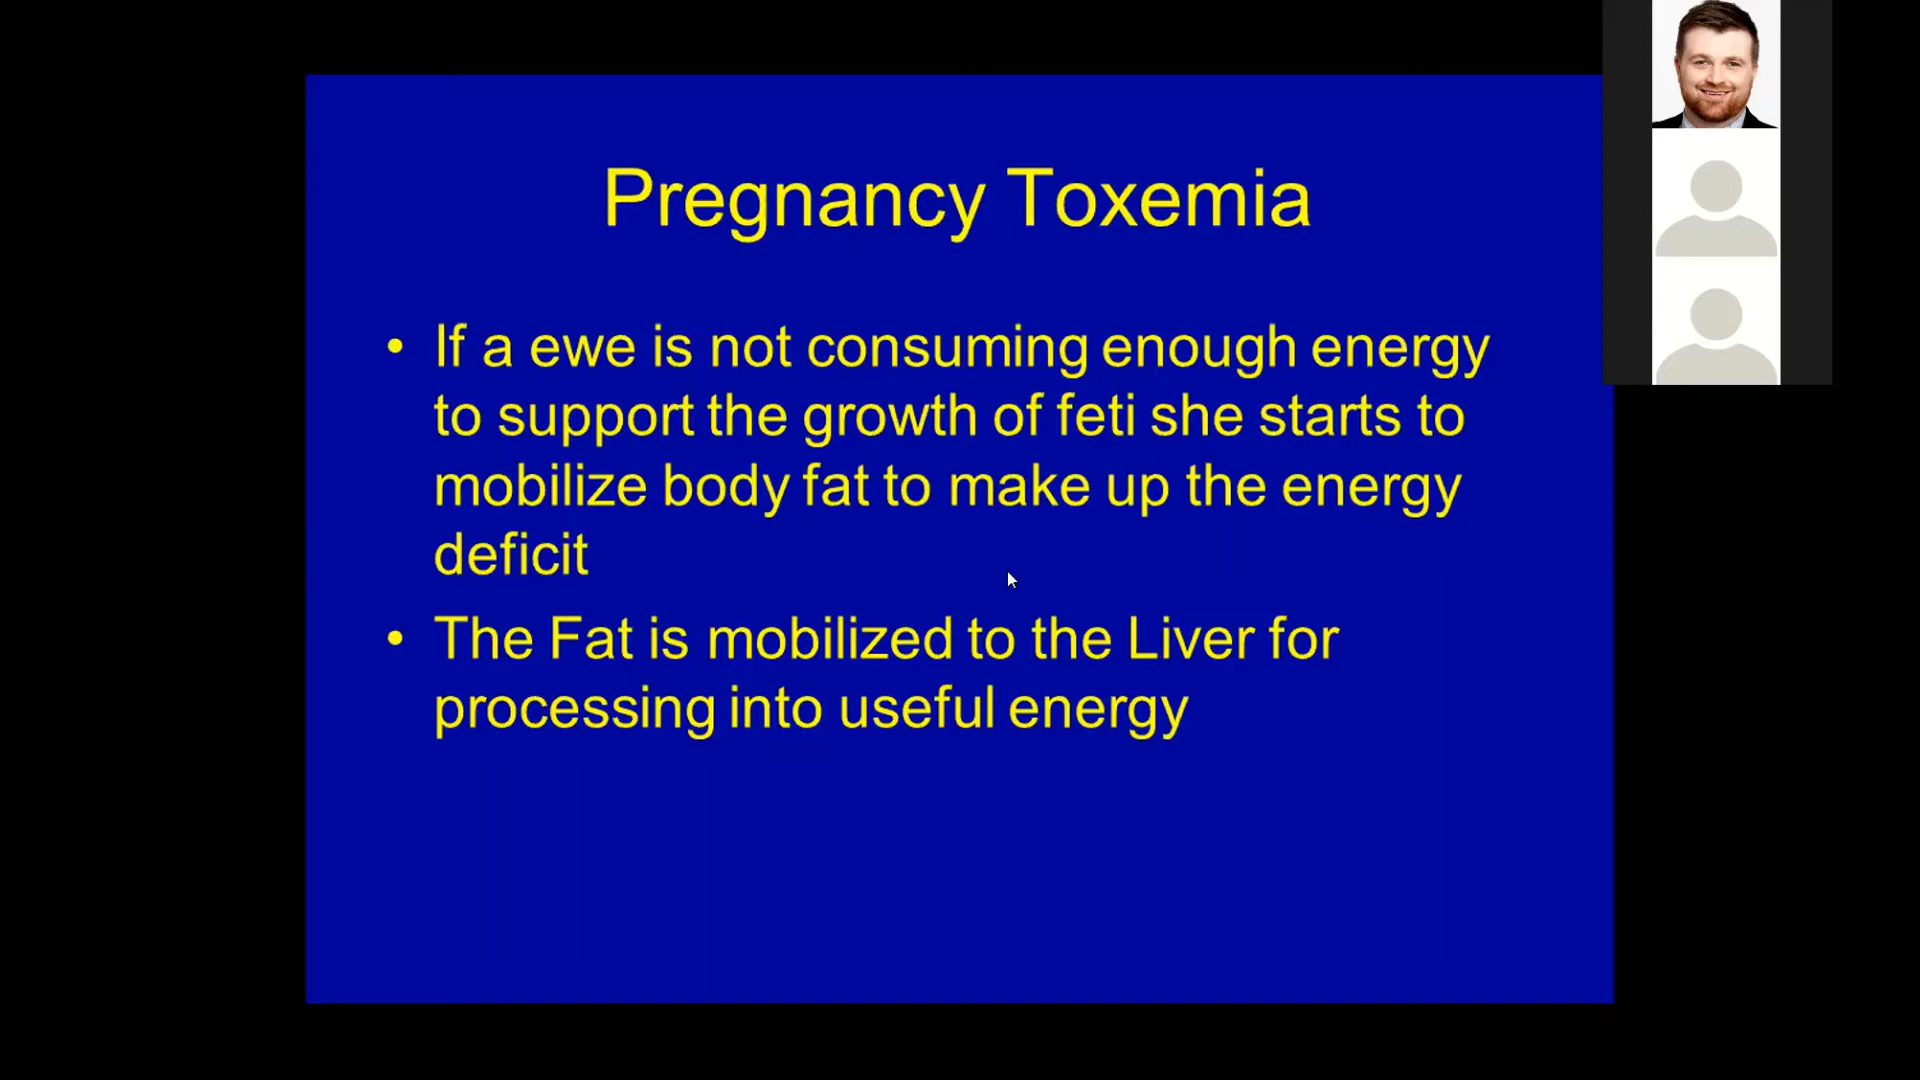 Pregnancy Toxemia
• If a ewe is not consuming enough energy
to support the growth of feti she starts to
mobilize body fat to make up the energy
deficit
• The Fat is mobilized to the Liver for
processing into useful energy